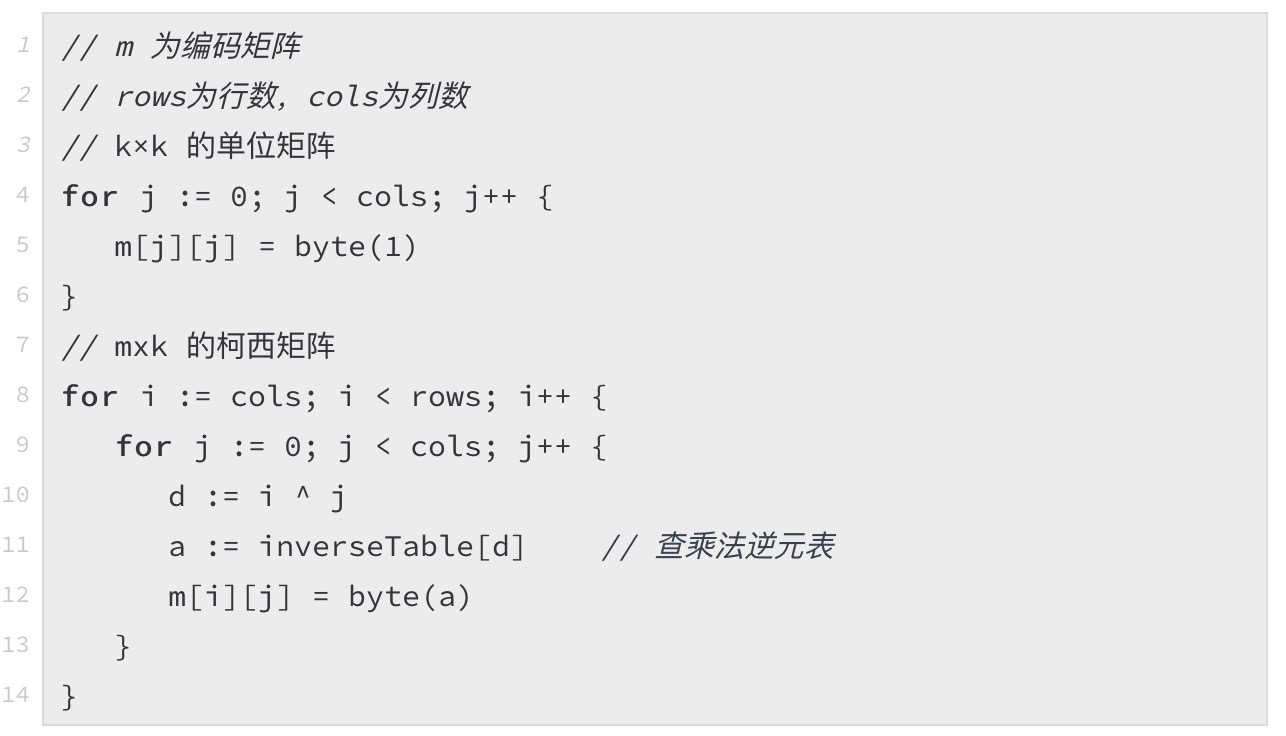 1 // m 为编码矩阵
2 // rows为行数, cols为列数
3 // k×k 的单位矩阵
4 for j := 0; j < cols; j++ {
5    m[j][j] = byte(1)
6 }
7 // mxk 的柯西矩阵
8 for i := cols; i < rows; i++ {
9    for j := 0; j < cols; j++ {
10       d := i ^ j
11       a := inverseTable[d]    // 查乘法逆元表
12       m[i][j] = byte(a)
13    }
14 }